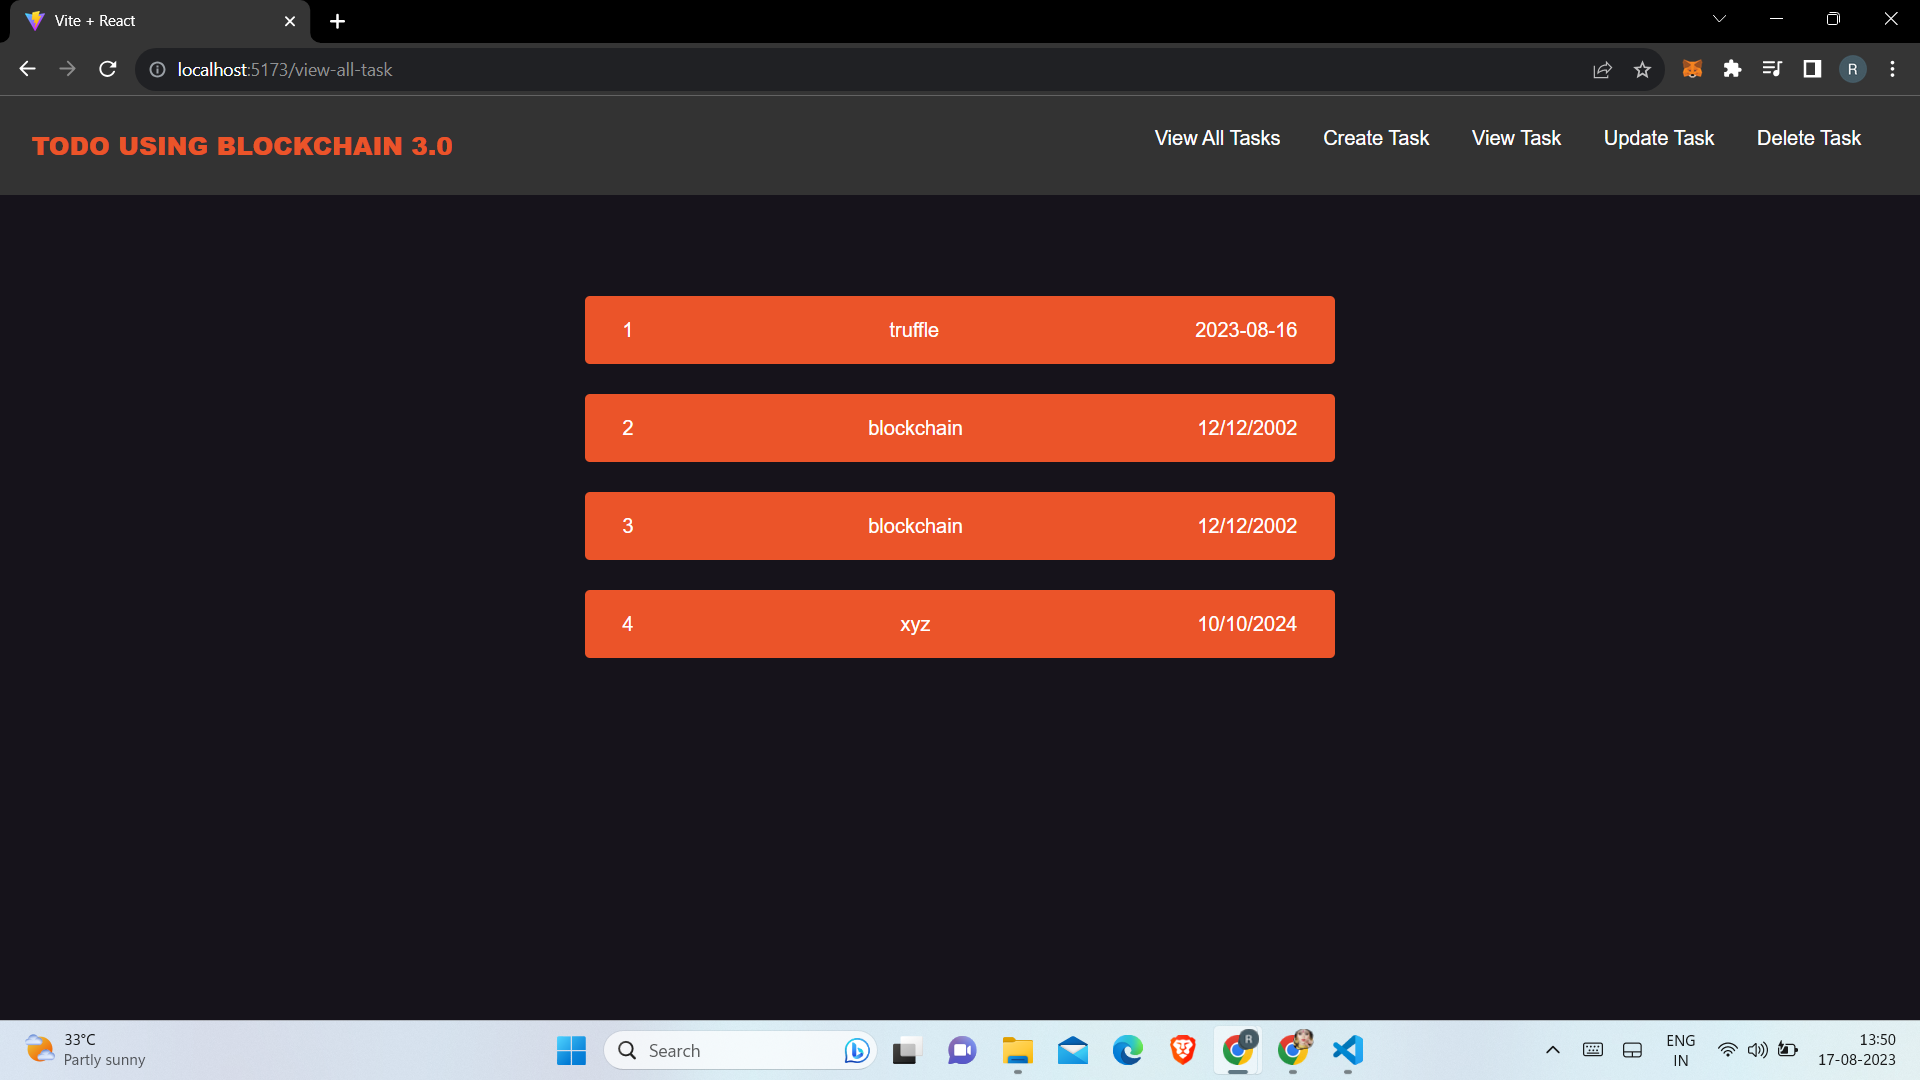 Vite + React
localhost:5173/view-all-task
R
TODO USING BLOCKCHAIN 3.0
View All Tasks Create Task View Task Update Task Delete Task
1 truffle 2023-08-16
2 blockchain 12/12/2002
3 blockchain 12/12/2002
4 xyz 10/10/2024
33°C
Partly sunny
Search
R
ENG
IN
13:50
17-08-2023